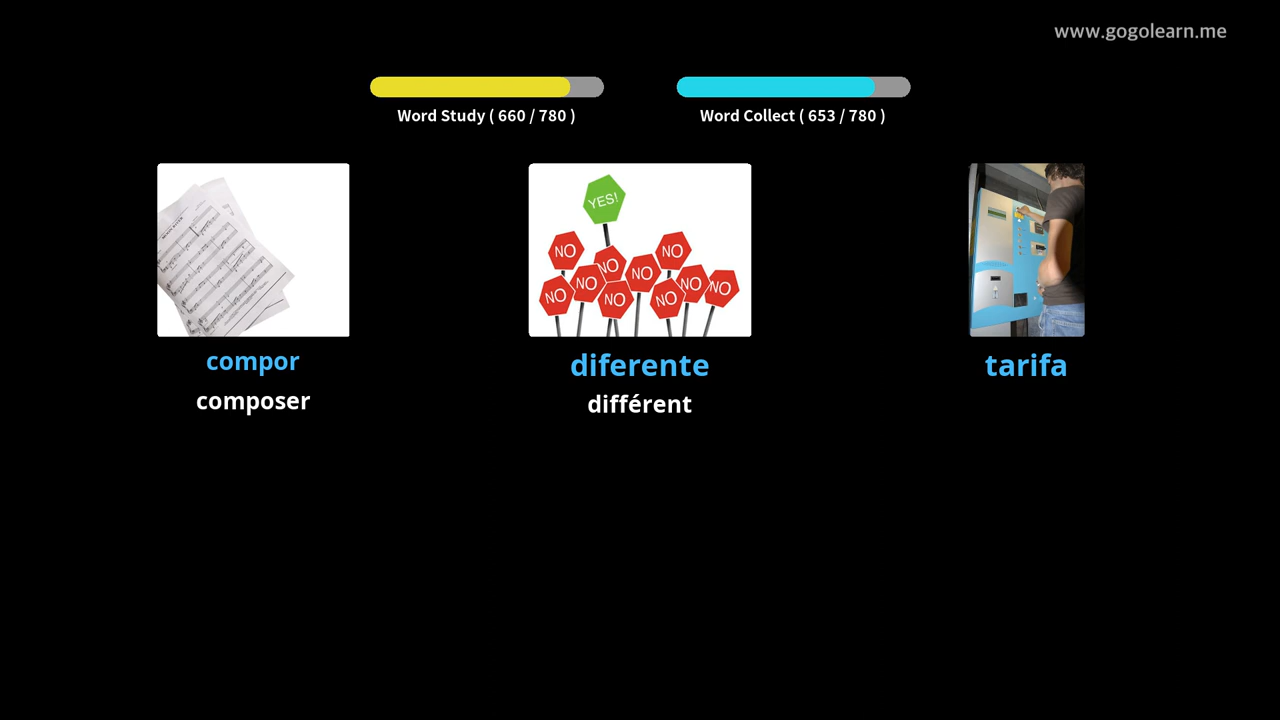 www.gogolearn.me
Word Study ( 660 / 780 )
Word Collect ( 653 / 780 )
YES!
NO
NO
NO
NO
NO
NO
NO
NO
NO
NO
compor
composer
diferente
différent
tarifa